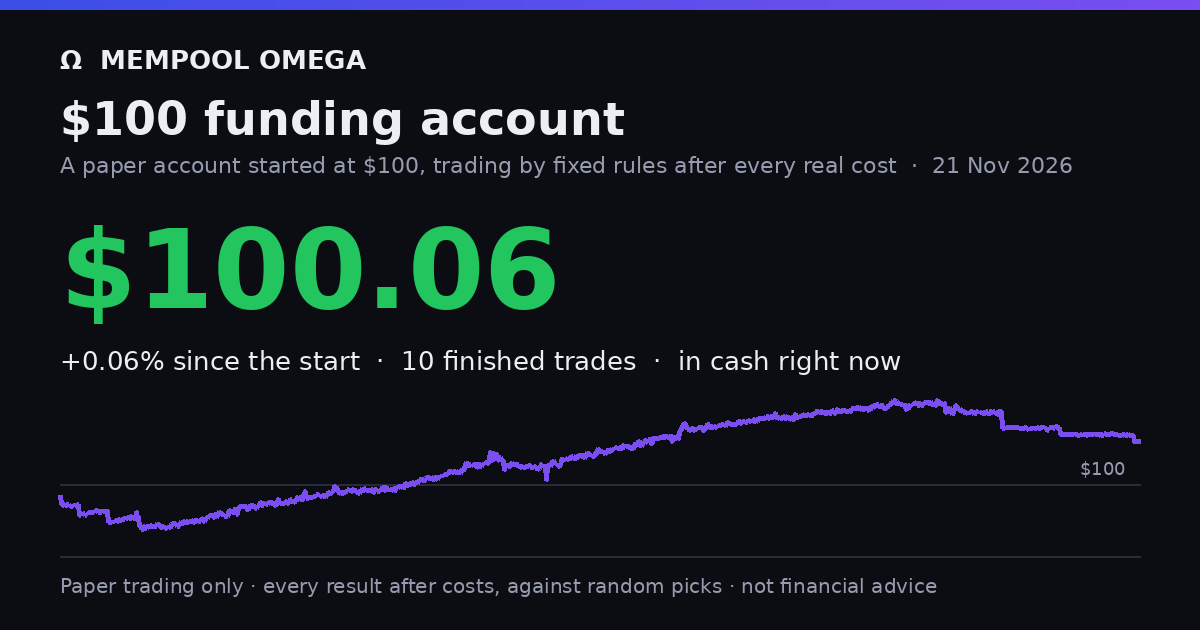 Ω MEMPOOL OMEGA
$100 funding account
A paper account started at $100, trading by fixed rules after every real cost · 21 Nov 2026
$100.06
+0.06% since the start · 10 finished trades · in cash right now
$100
Paper trading only · every result after costs, against random picks · not financial advice